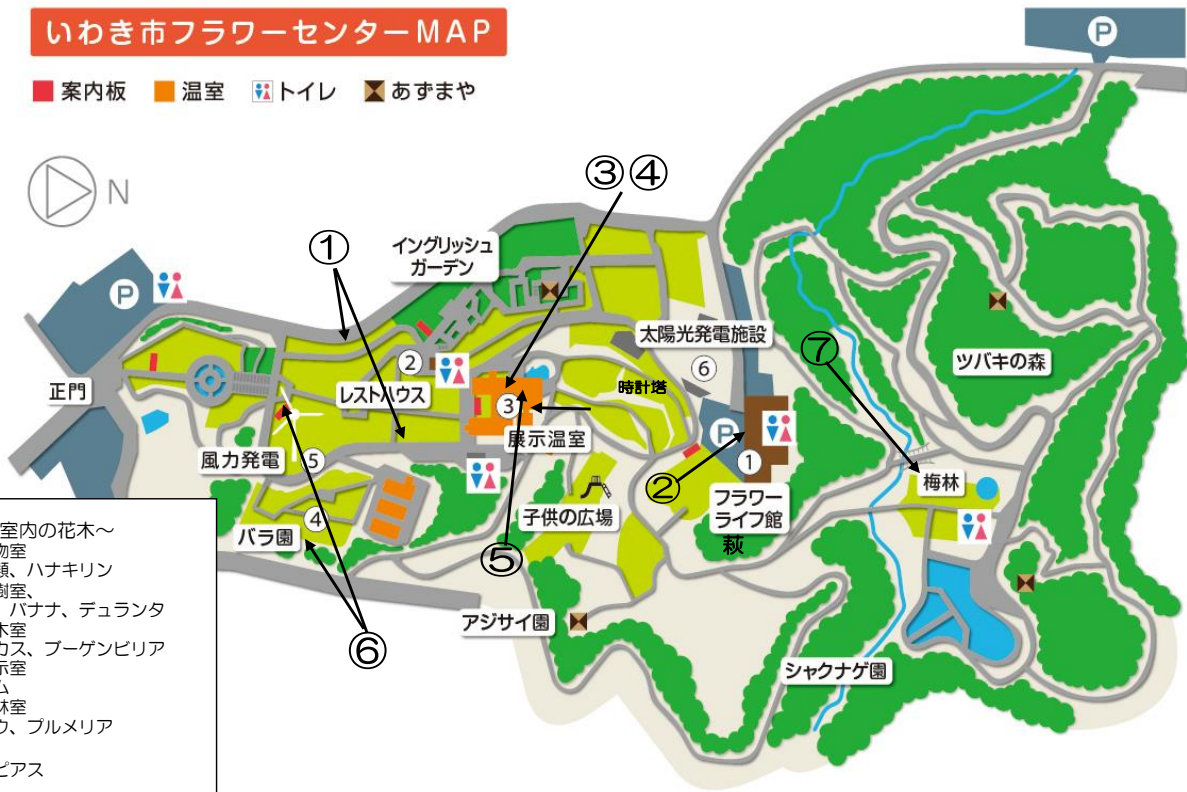 いわき市フラワーセンターMAP
案内板 温室 トイレ あずまや
N
P
③④
①
イングリッシュ
ガーデン
P
太陽光発電施設
⑥
⑦
ツバキの森
正門
②
レストハウス
時計塔
③
展示温室
P
①
梅林
風力発電
⑤
②
フラワー
ライフ館
萩
④
バラ園
子供の広場
⑤
アジサイ園
⑥
シャクナゲ園
室内の花木～
物室
類、ハナキリン
樹室、
、バナナ、デュランタ
木室
カス、ブーゲンビリア
示室
ム
林室
ウ、プルメリア
ピアス